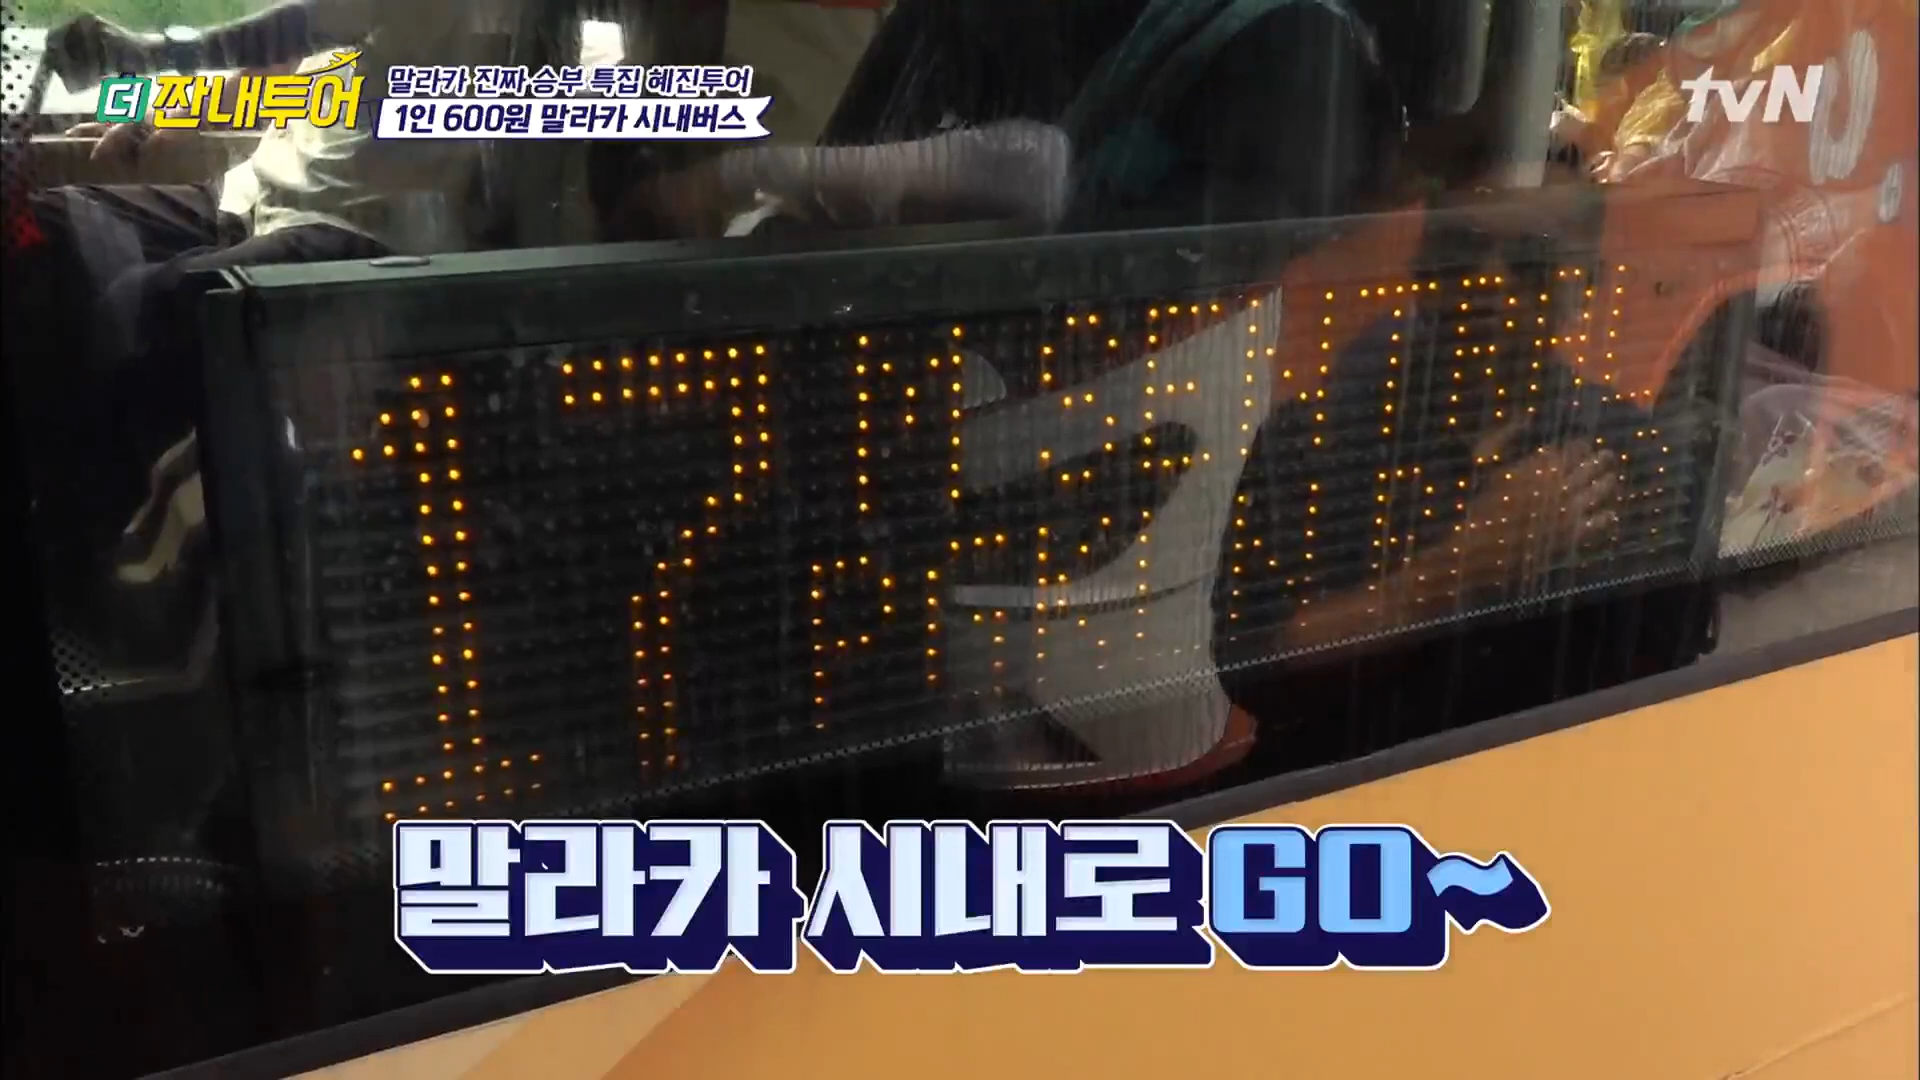 더 짠내투어
말라카 진짜 승부 특집 혜진투어
1인 600원 말라카 시내버스
tvN
17 M.CENTRAL
말라카 시내로 GO~